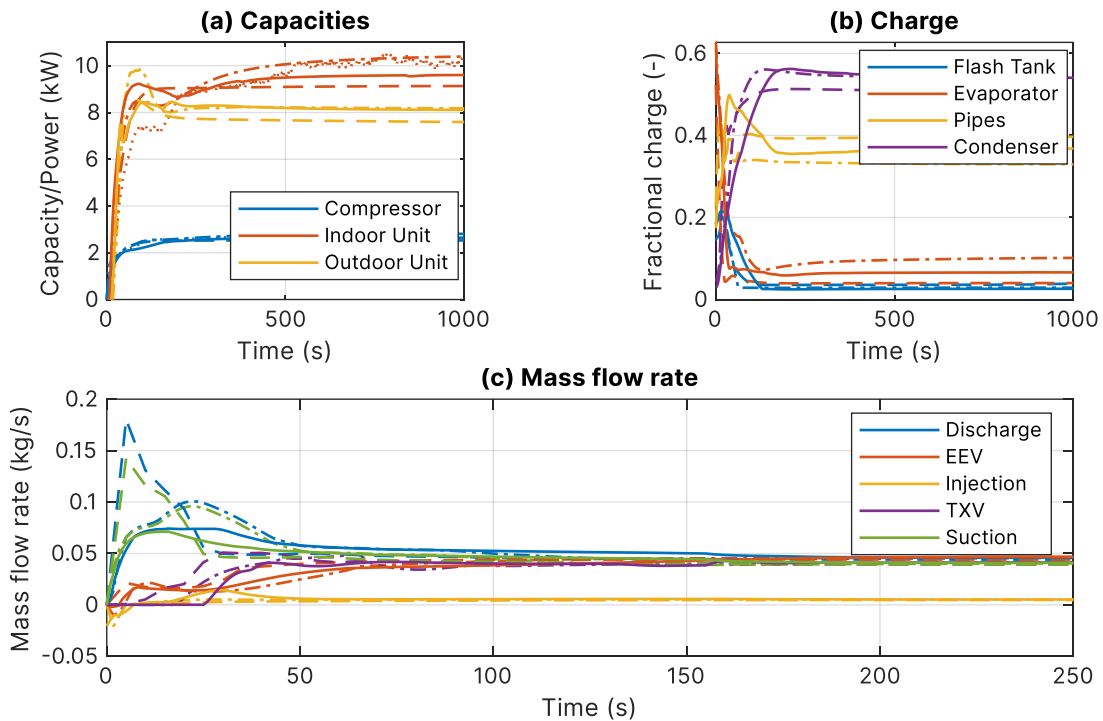 (a) Capacities
Capacity/Power (kW)
10
8
6
4
2
0
0
500
1000
Time (s)
Compressor
Indoor Unit
Outdoor Unit
(b) Charge
Fractional charge (-)
0.6
0.4
0.2
0
0
500
1000
Time (s)
Flash Tank
Evaporator
Pipes
Condenser
(c) Mass flow rate
Mass flow rate (kg/s)
0.2
0.15
0.1
0.05
0
-0.05
0
50
100
150
200
250
Time (s)
Discharge
EEV
Injection
TXV
Suction